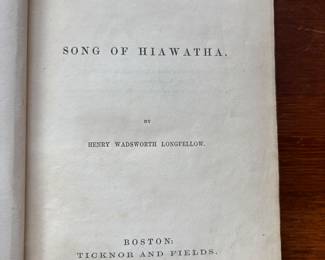 SONG OF HIAWATHA.
BY
HENRY WADSWORTH LONGFELLOW.
BOSTON:
TICKNOR AND FIELDS.